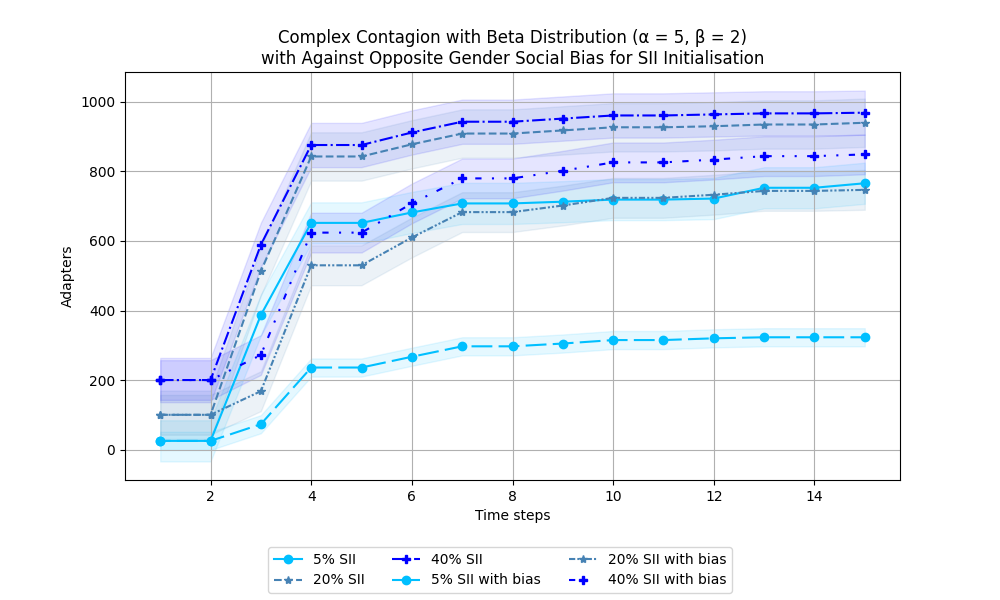 Complex Contagion with Beta Distribution (α = 5, β = 2)
with Against Opposite Gender Social Bias for SII Initialisation
Adapters
1000
800
600
400
200
0
2 4 6 8 10 12 14
Time steps
5% SII 40% SII 20% SII with bias
20% SII 5% SII with bias 40% SII with bias